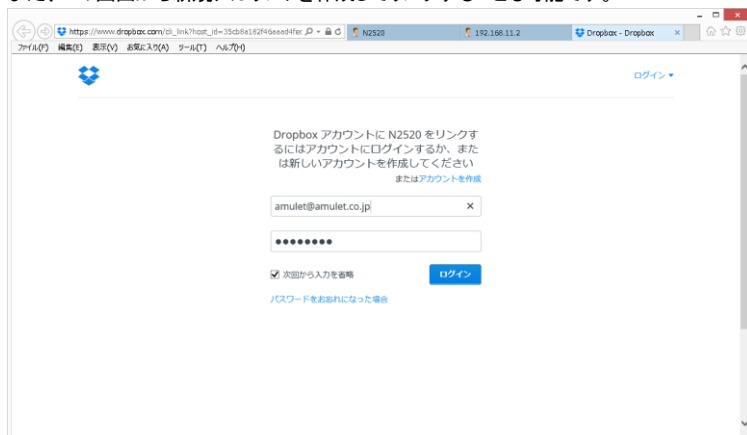 https://www.dropbox.com/cli_link?host_id=35cb8a182f46aead4fer
N2520
192.168.11.2
Dropbox - Dropbox
ファイル(F) 編集(E) 表示(V) お気に入り(A) ツール(T) ヘルプ(H)
ログイン
Dropbox アカウントに N2520 をリンクす
るにはアカウントにログインするか、また
は新しいアカウントを作成してください
またはアカウントを作成
amulet@amulet.co.jp
●●●●●●●●
次回から入力を省略
ログイン
パスワードをお忘れになった場合